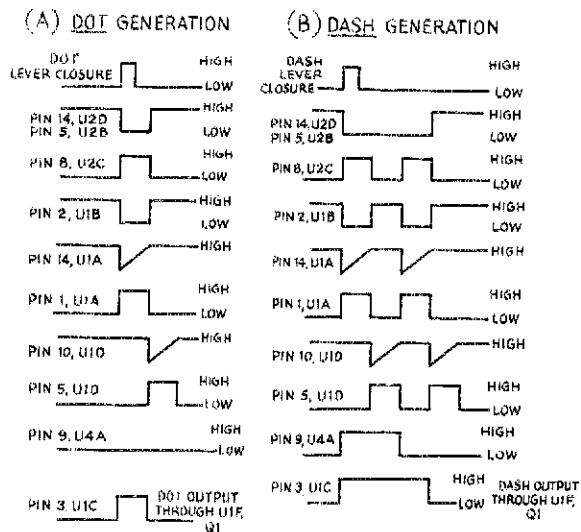 (A) DOT GENERATION
DOT LEVER CLOSURE
HIGH
LOW
PIN 14, U2D
PIN 5, U2B
HIGH
LOW
PIN 8, U2C
HIGH
LOW
PIN 2, U1B
HIGH
LOW
PIN 14, U1A
HIGH
PIN 1, U1A
HIGH
LOW
PIN 10, U1D
HIGH
PIN 5, U1D
HIGH
LOW
PIN 9, U4A
HIGH
LOW
PIN 3, U1C
DOT OUTPUT
THROUGH U1F,
Q1
(B) DASH GENERATION
DASH
LEVER
CLOSURE
HIGH
LOW
PIN 14, U2D
PIN 5, U2B
HIGH
LOW
PIN 8, U2C
HIGH
LOW
PIN 2, U1B
HIGH
LOW
PIN 14, U1A
HIGH
PIN 1, U1A
HIGH
LOW
PIN 10, U1D
HIGH
PIN 5, U1D
HIGH
LOW
PIN 9, U4A
HIGH
LOW
PIN 3, U1C
HIGH
LOW
DASH OUTPUT
THROUGH U1F,
Q1